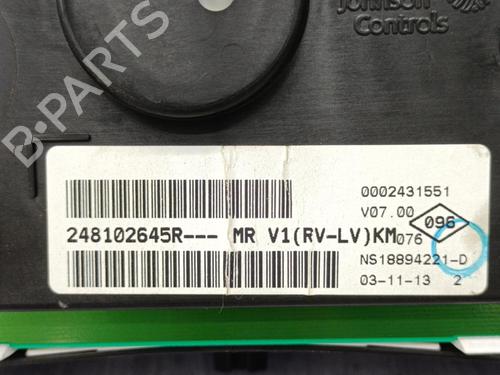 Johnson
Controls
B-PARTS
0002431551
V07.00
096
248102645R--- MR V1(RV-LV)KM
076
NS18894221-D
03-11-13 2